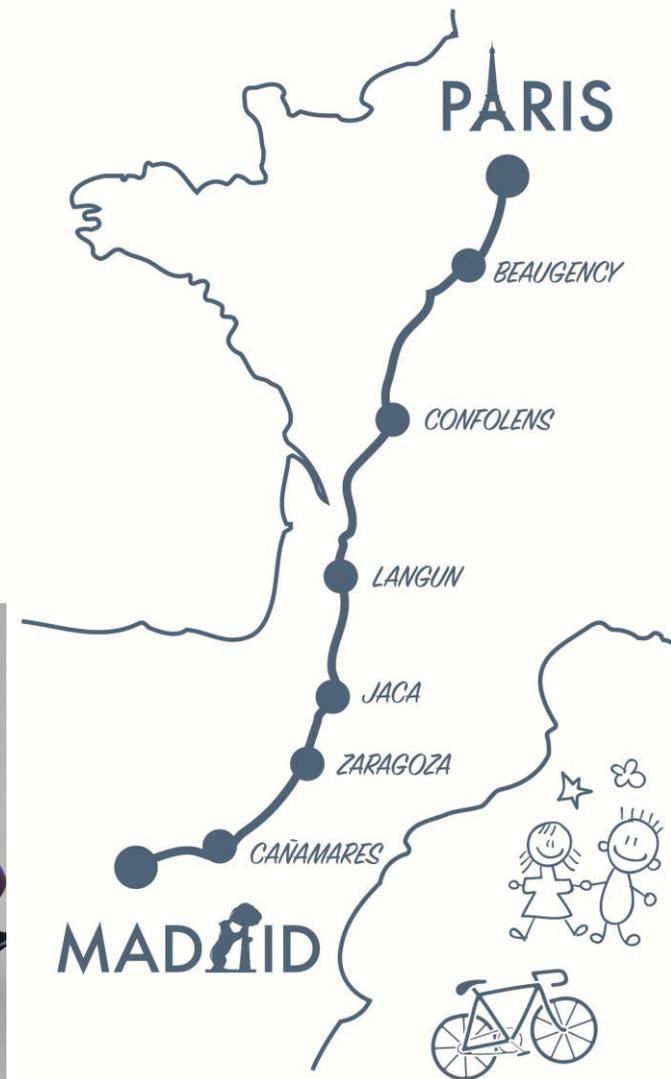 PARIS
BEAUGENCY
CONFOLENS
LANGUN
JACA
ZARAGOZA
CAÑAMARES
MADRID